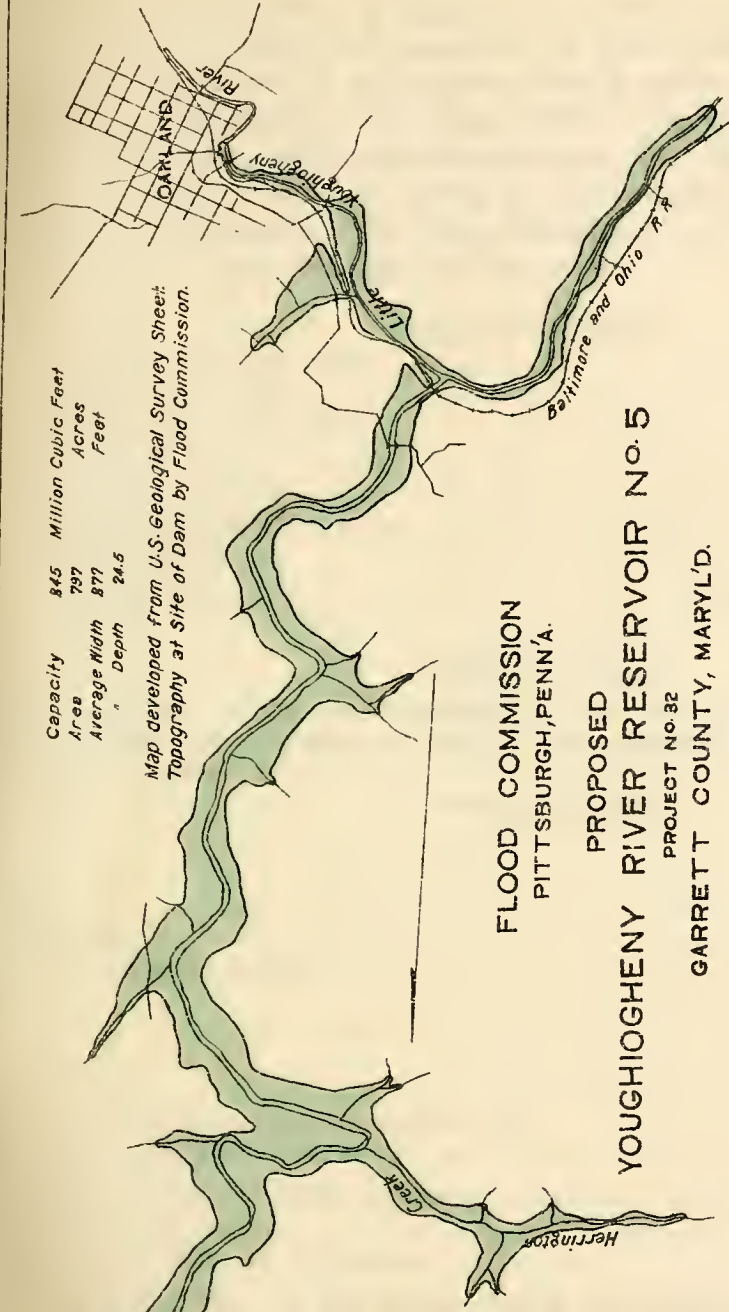 Capacity 845 Million Cubic Feet
Area 797 Acres
Average Width 877 Feet
" Depth 24.5
Map developed from U.S. Geological Survey Sheet.
Topography at Site of Dam by Flood Commission.
OAKLAND
Little Youghiogheny River
Baltimore and Ohio R R
Herrington Creek
FLOOD COMMISSION
PITTSBURGH, PENN'A.
PROPOSED
YOUGHIOGHENY RIVER RESERVOIR No. 5
PROJECT No. 32
GARRETT COUNTY, MARYL'D.